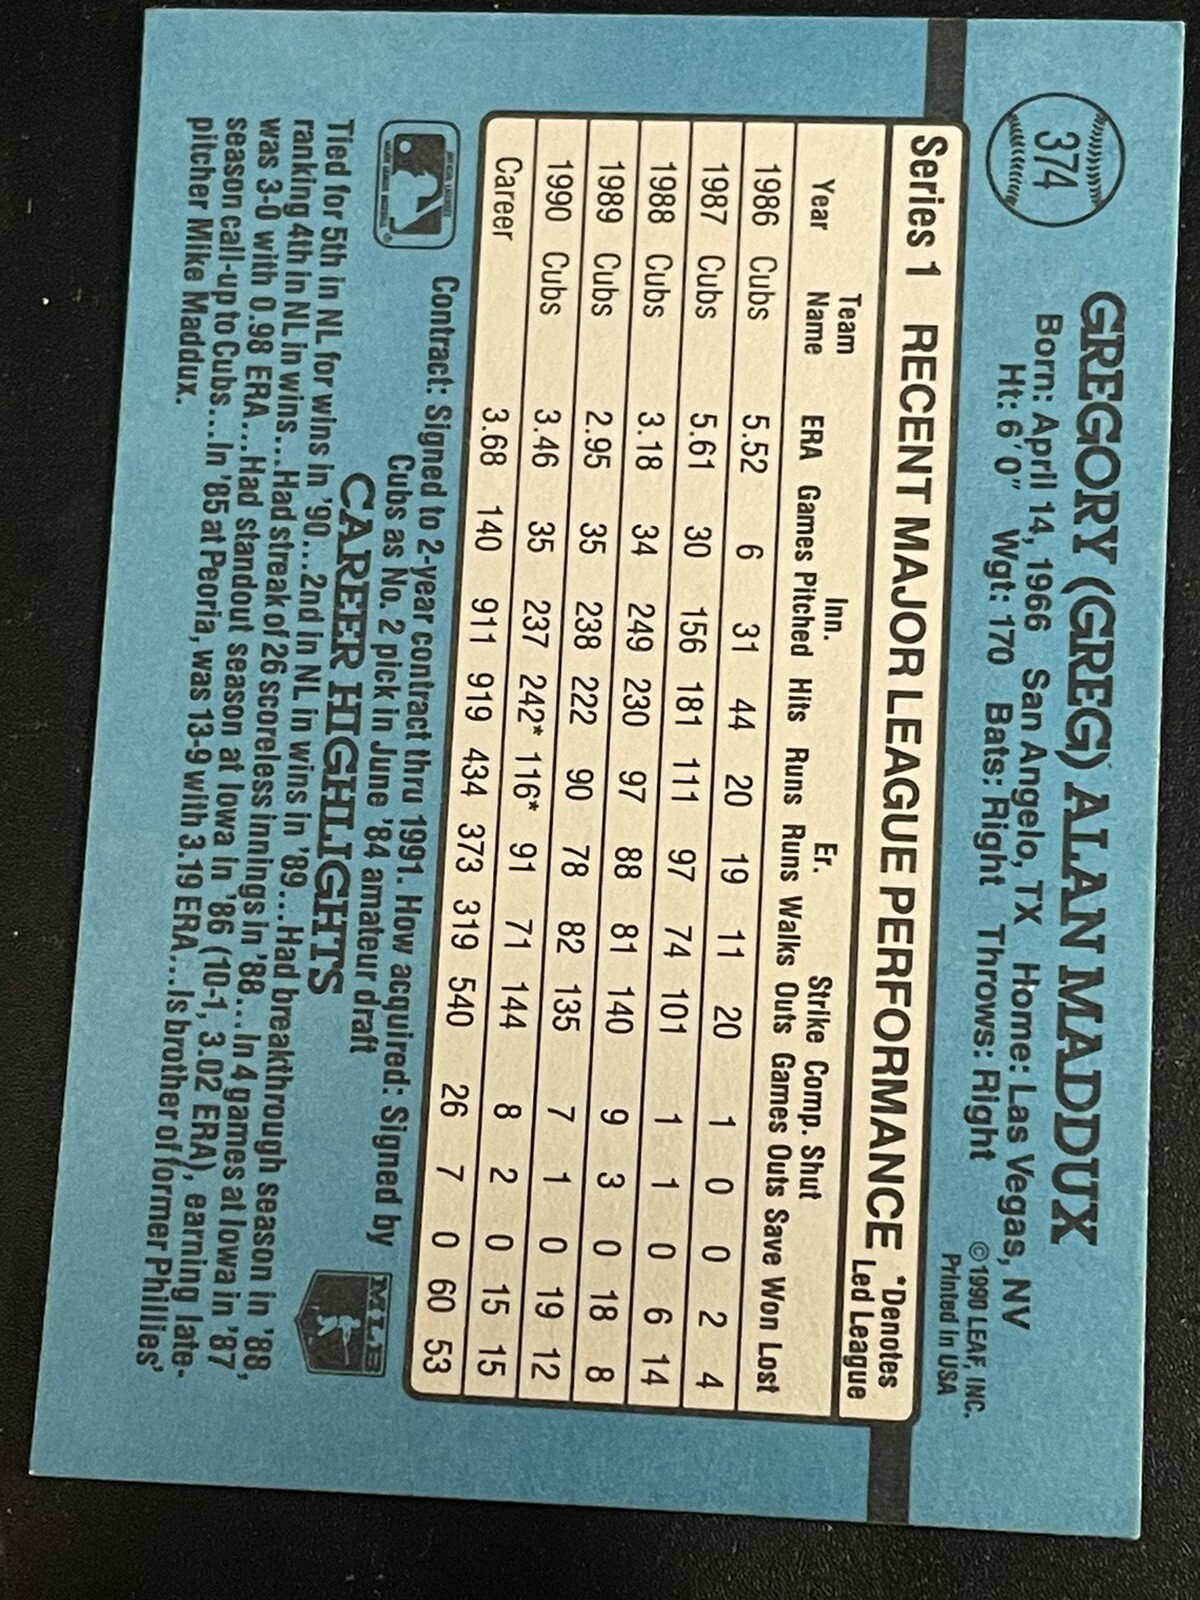 374
GREGORY (GREG) ALAN MADDUX
Born: April 14, 1966 San Angelo, TX Home: Las Vegas, NV
Ht: 6'0" Wgt: 170 Bats: Right Throws: Right
©1990 LEAF, INC.
Printed in USA
Series 1 RECENT MAJOR LEAGUE PERFORMANCE *Denotes Led League
Year Team Name ERA Games Inn. Pitched Hits Runs Er. Runs Walks Strike Outs Comp. Games Shut Outs Save Won Lost
1986 Cubs 5.52 6 31 44 20 19 11 20 1 0 0 2 4
1987 Cubs 5.61 30 156 181 111 97 74 101 1 1 0 6 14
1988 Cubs 3.18 34 249 230 97 88 81 140 9 3 0 18 8
1989 Cubs 2.95 35 238 222 90 78 82 135 7 1 0 19 12
1990 Cubs 3.46 35 237 242* 116* 91 71 144 8 2 0 15 15
Career 3.68 140 911 919 434 373 319 540 26 7 0 60 53
Contract: Signed to 2-year contract thru 1991. How acquired: Signed by
Cubs as No. 2 pick in June '84 amateur draft
MLB
CAREER HIGHLIGHTS
Tied for 5th in NL for wins in '90...2nd in NL in wins in '89...Had breakthrough season in '88,
ranking 4th in NL in wins...Had streak of 26 scoreless innings in '88...In 4 games at Iowa in '87
was 3-0 with 0.98 ERA...Had standout season at Iowa in '86 (10-1, 3.02 ERA), earning late-
season call-up to Cubs...In '85 at Peoria, was 13-9 with 3.19 ERA...Is brother of former Phillies'
pitcher Mike Maddux.